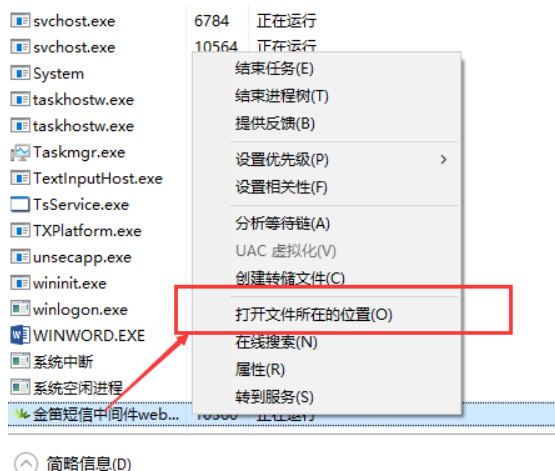 svchost.exe 6784 正在运行
svchost.exe 10564 正在运行
System
taskhostw.exe
taskhostw.exe
Taskmgr.exe
TextInputHost.exe
TsService.exe
TXPlatform.exe
unsecapp.exe
wininit.exe
winlogon.exe
WINWORD.EXE
系统中断
系统空闲进程
金笛短信中间件web... 10360 正在运行
结束任务(E)
结束进程树(T)
提供反馈(B)
设置优先级(P)
设置相关性(F)
分析等待链(A)
UAC 虚拟化(V)
创建转储文件(C)
打开文件所在的位置(O)
在线搜索(N)
属性(R)
转到服务(S)
简略信息(D)